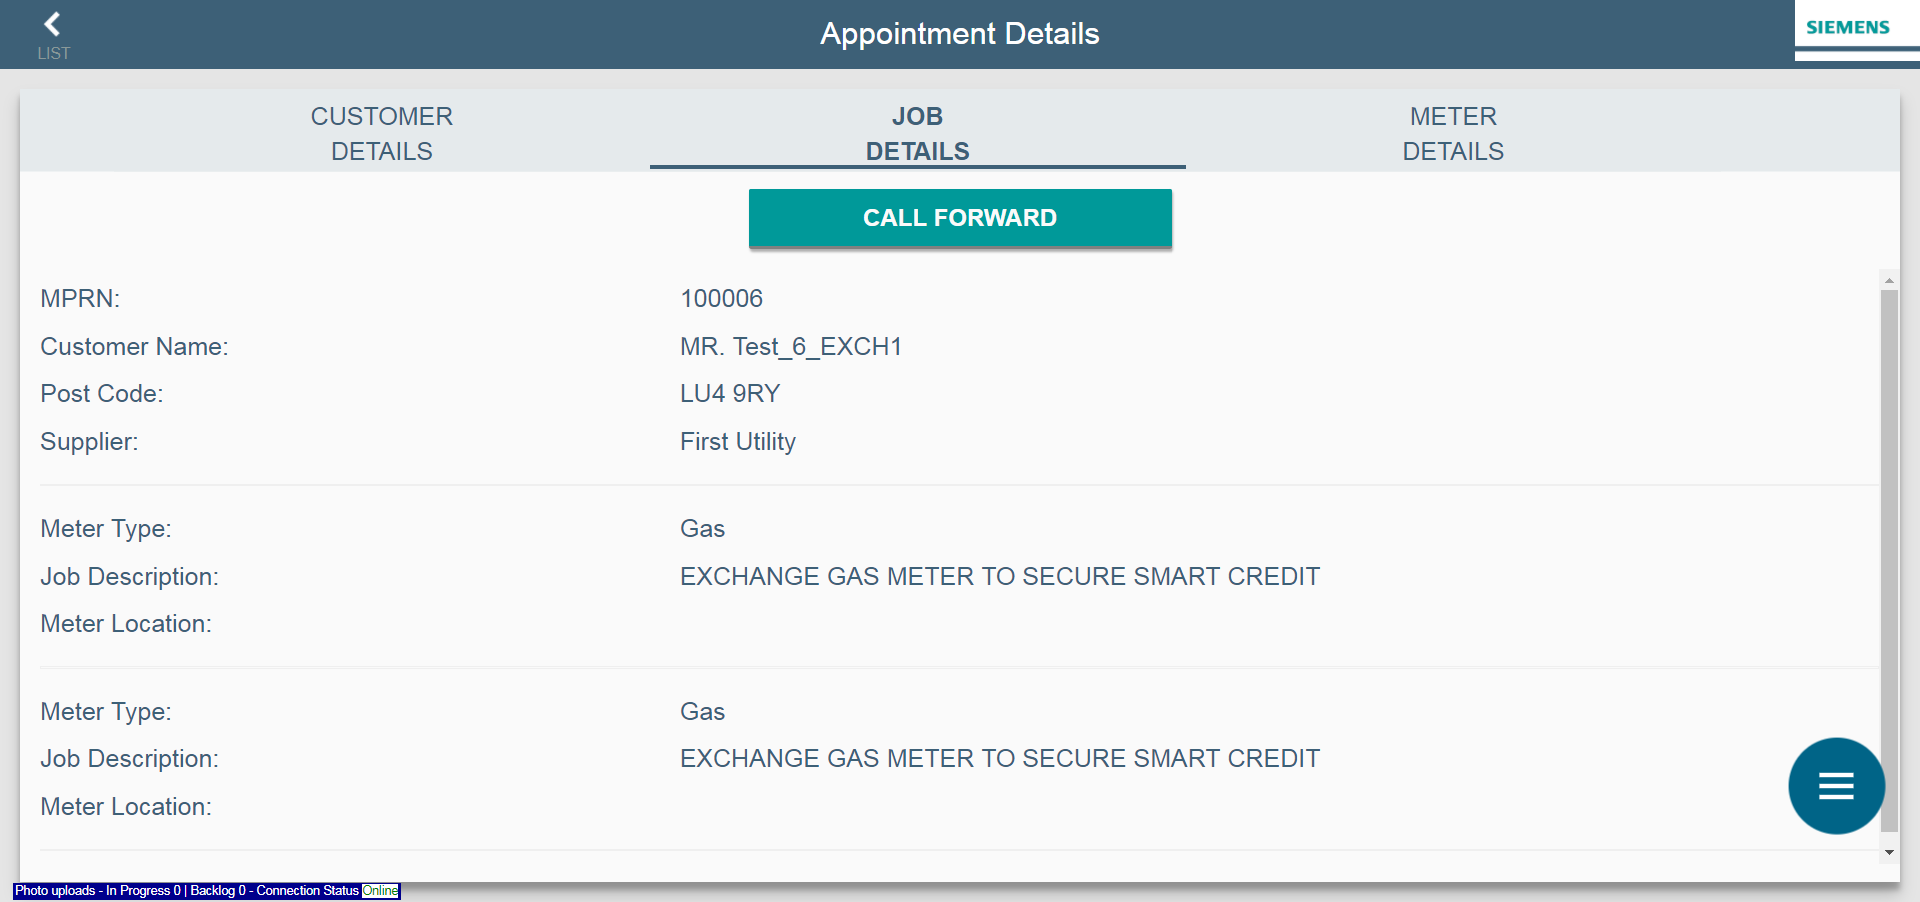 LIST
Appointment Details
SIEMENS
CUSTOMER
DETAILS
JOB
DETAILS
METER
DETAILS
CALL FORWARD
MPRN: 100006
Customer Name: MR. Test_6_EXCH1
Post Code: LU4 9RY
Supplier: First Utility
Meter Type: Gas
Job Description: EXCHANGE GAS METER TO SECURE SMART CREDIT
Meter Location:
Meter Type: Gas
Job Description: EXCHANGE GAS METER TO SECURE SMART CREDIT
Meter Location:
Photo uploads - In Progress 0 | Backlog 0 - Connection Status Online